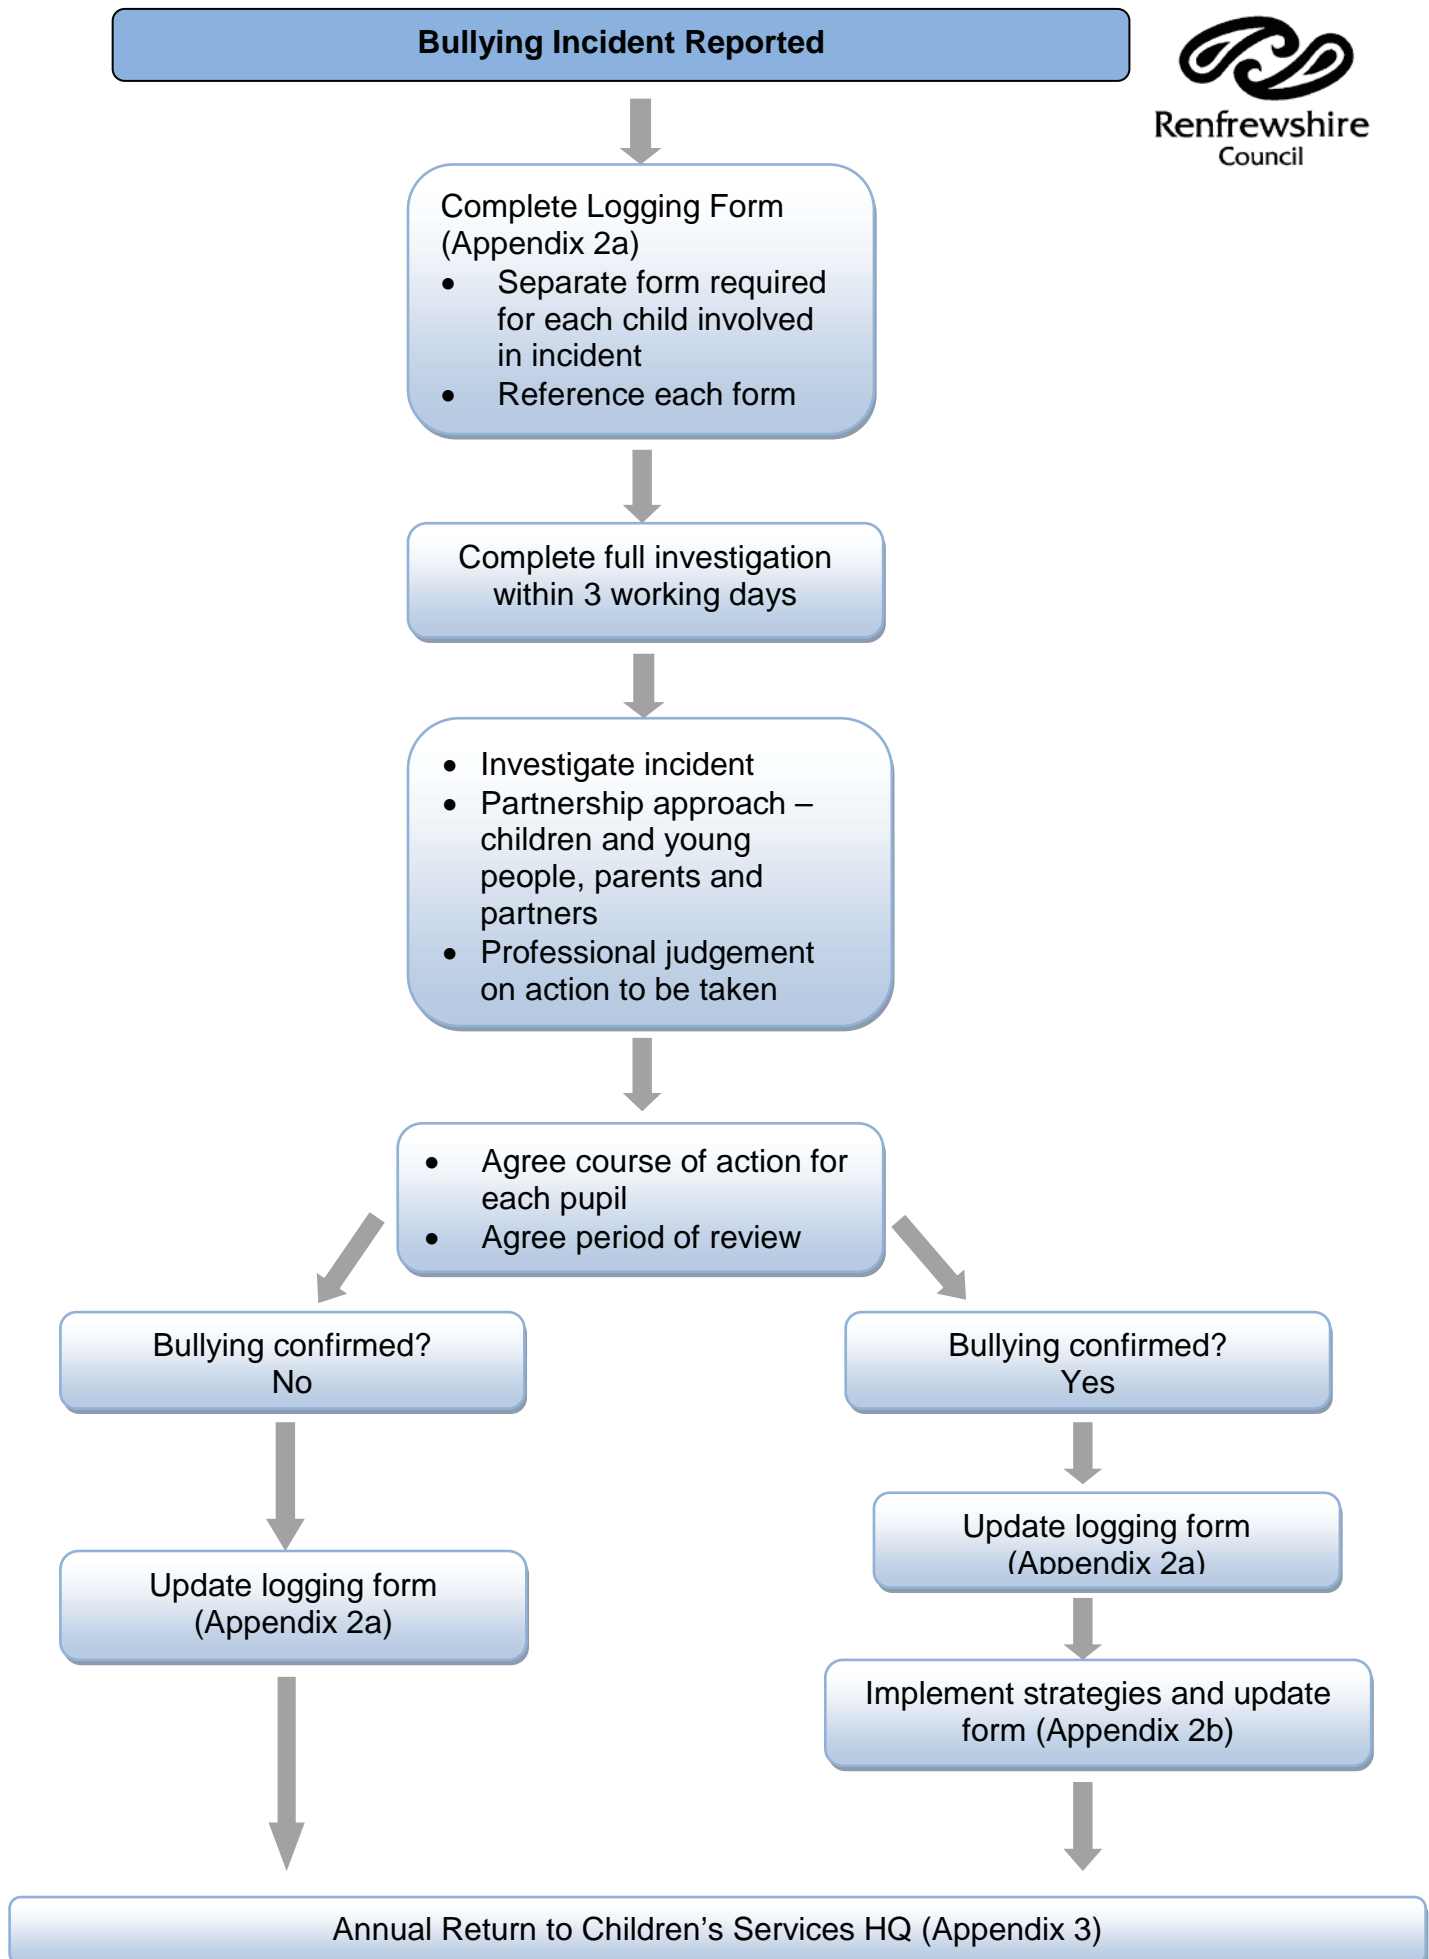 Bullying Incident Reported
Renfrewshire
Council
Complete Logging Form
(Appendix 2a)
• Separate form required
for each child involved
in incident
• Reference each form
Complete full investigation
within 3 working days
• Investigate incident
• Partnership approach –
children and young
people, parents and
partners
• Professional judgement
on action to be taken
• Agree course of action for
each pupil
• Agree period of review
Bullying confirmed?
No
Bullying confirmed?
Yes
Update logging form
(Appendix 2a)
Update logging form
(Appendix 2a)
Implement strategies and update
form (Appendix 2b)
Annual Return to Children’s Services HQ (Appendix 3)